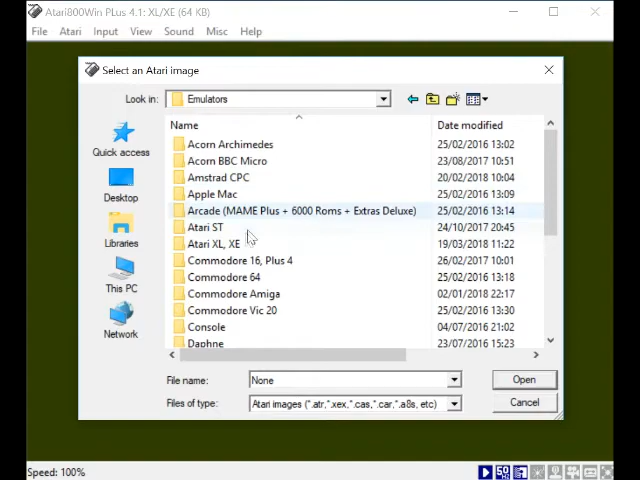 Atari800Win PLus 4.1: XL/XE (64 KB)
File Atari Input View Sound Misc Help
Select an Atari image
Look in: Emulators
Quick access
Desktop
Libraries
This PC
Network
Name Date modified
Acorn Archimedes 25/02/2016 13:02
Acorn BBC Micro 23/08/2017 10:51
Amstrad CPC 20/02/2018 10:04
Apple Mac 25/02/2016 13:09
Arcade (MAME Plus + 6000 Roms + Extras Deluxe) 25/02/2016 13:14
Atari ST 24/10/2017 20:45
Atari XL, XE 19/03/2018 11:22
Commodore 16, Plus 4 26/02/2017 10:01
Commodore 64 25/02/2016 13:18
Commodore Amiga 02/01/2018 22:17
Commodore Vic 20 25/02/2016 13:30
Console 04/07/2016 21:02
Daphne 23/07/2016 15:23
File name: None Open
Files of type: Atari images (*.atr,*.xex,*.cas,*.car,*.a8s, etc) Cancel
Speed: 100%
50